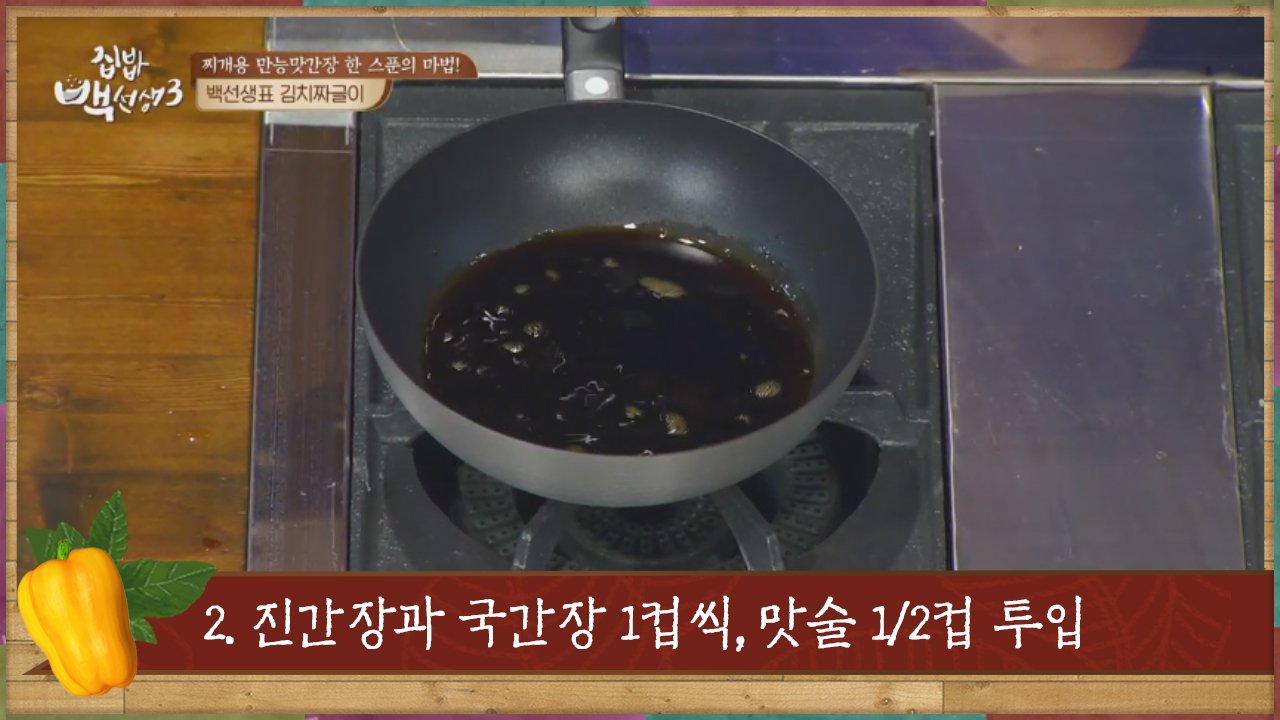 집밥
백선생3
찌개용 만능맛간장 한 스푼의 마법!
백선생표 김치짜글이
2. 진간장과 국간장 1컵씩, 맛술 1/2컵 투입